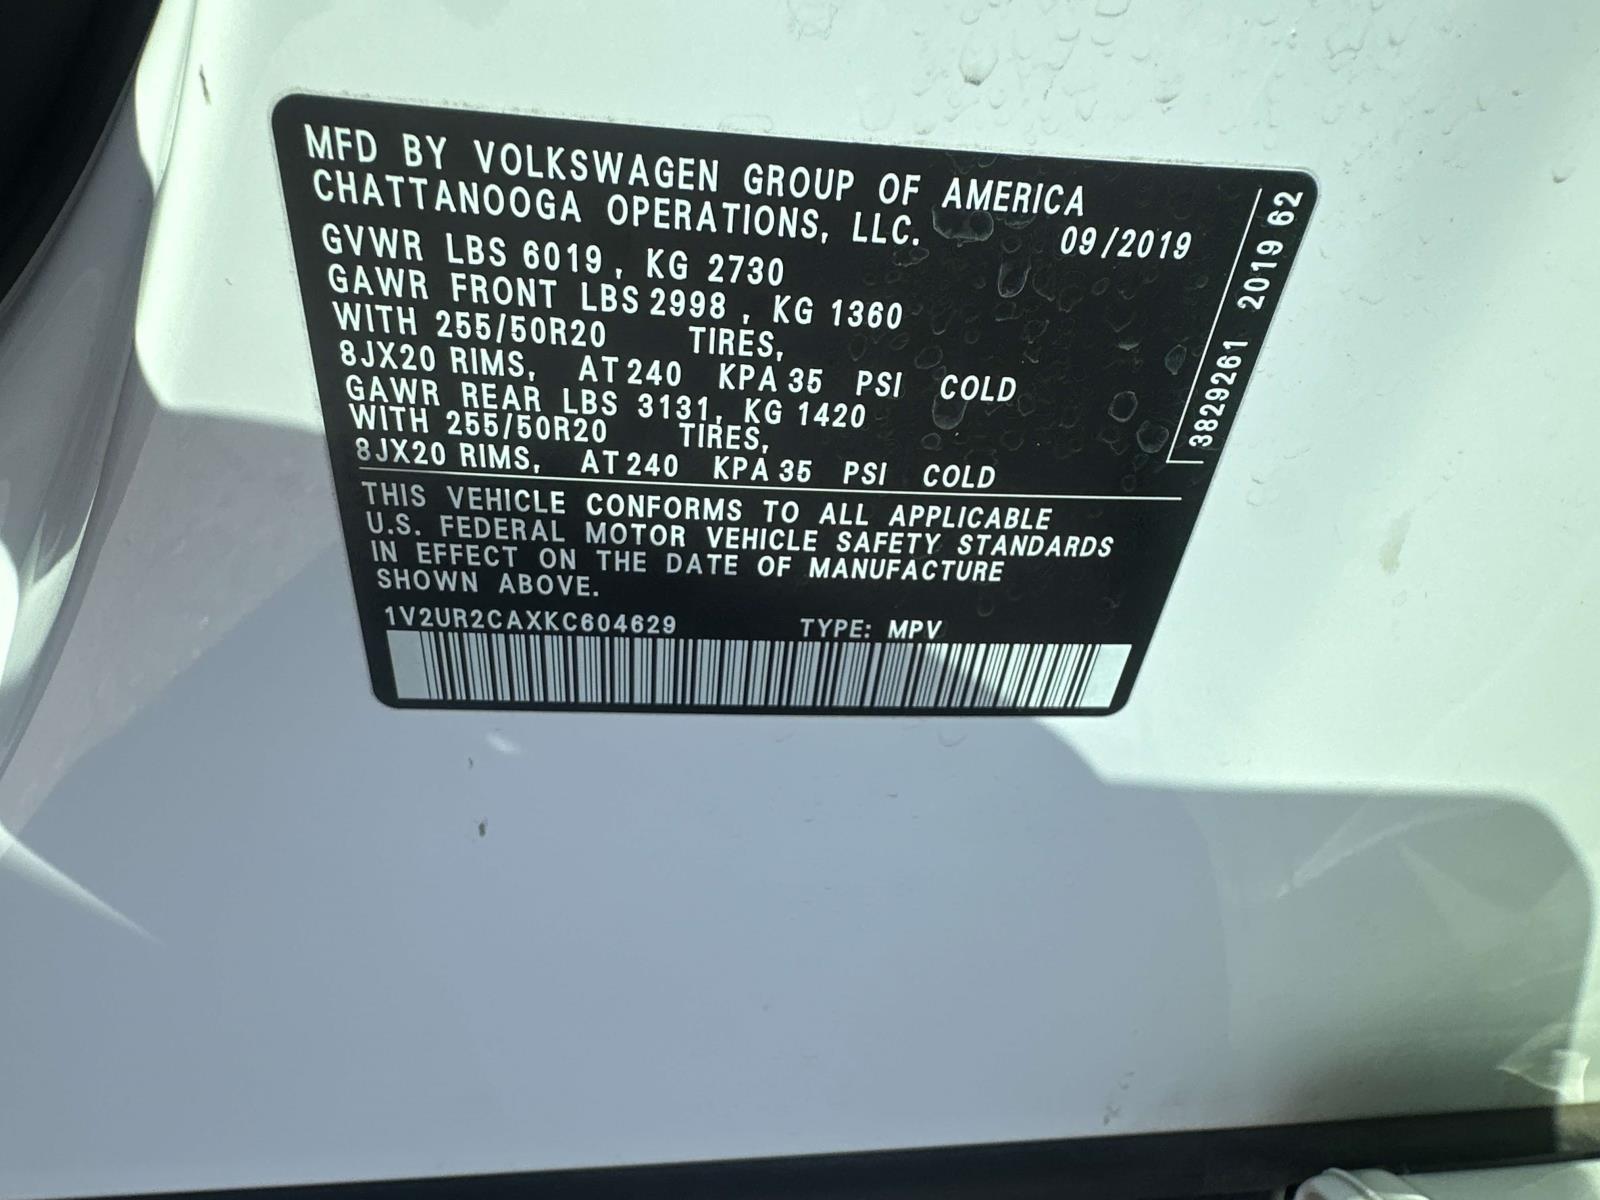 MFD BY VOLKSWAGEN GROUP OF AMERICA
CHATTANOOGA OPERATIONS, LLC.
09/2019
GVWR LBS 6019, KG 2730
GAWR FRONT LBS 2998, KG 1360
WITH 255/50R20 TIRES,
8JX20 RIMS, AT 240 KPA 35 PSI COLD
GAWR REAR LBS 3131, KG 1420
WITH 255/50R20 TIRES,
8JX20 RIMS, AT 240 KPA 35 PSI COLD
THIS VEHICLE CONFORMS TO ALL APPLICABLE
U.S. FEDERAL MOTOR VEHICLE SAFETY STANDARDS
IN EFFECT ON THE DATE OF MANUFACTURE
SHOWN ABOVE.
1V2UR2CAXKC604629 TYPE: MPV
3829261 2019 62